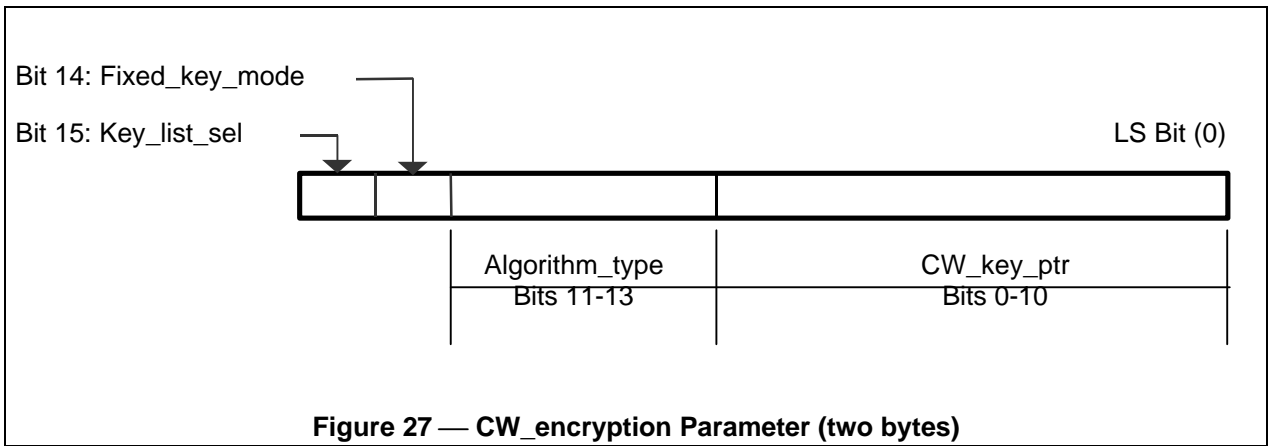 Bit 14: Fixed_key_mode
Bit 15: Key_list_sel
LS Bit (0)
Algorithm_type
Bits 11-13
CW_key_ptr
Bits 0-10
Figure 27 — CW_encryption Parameter (two bytes)